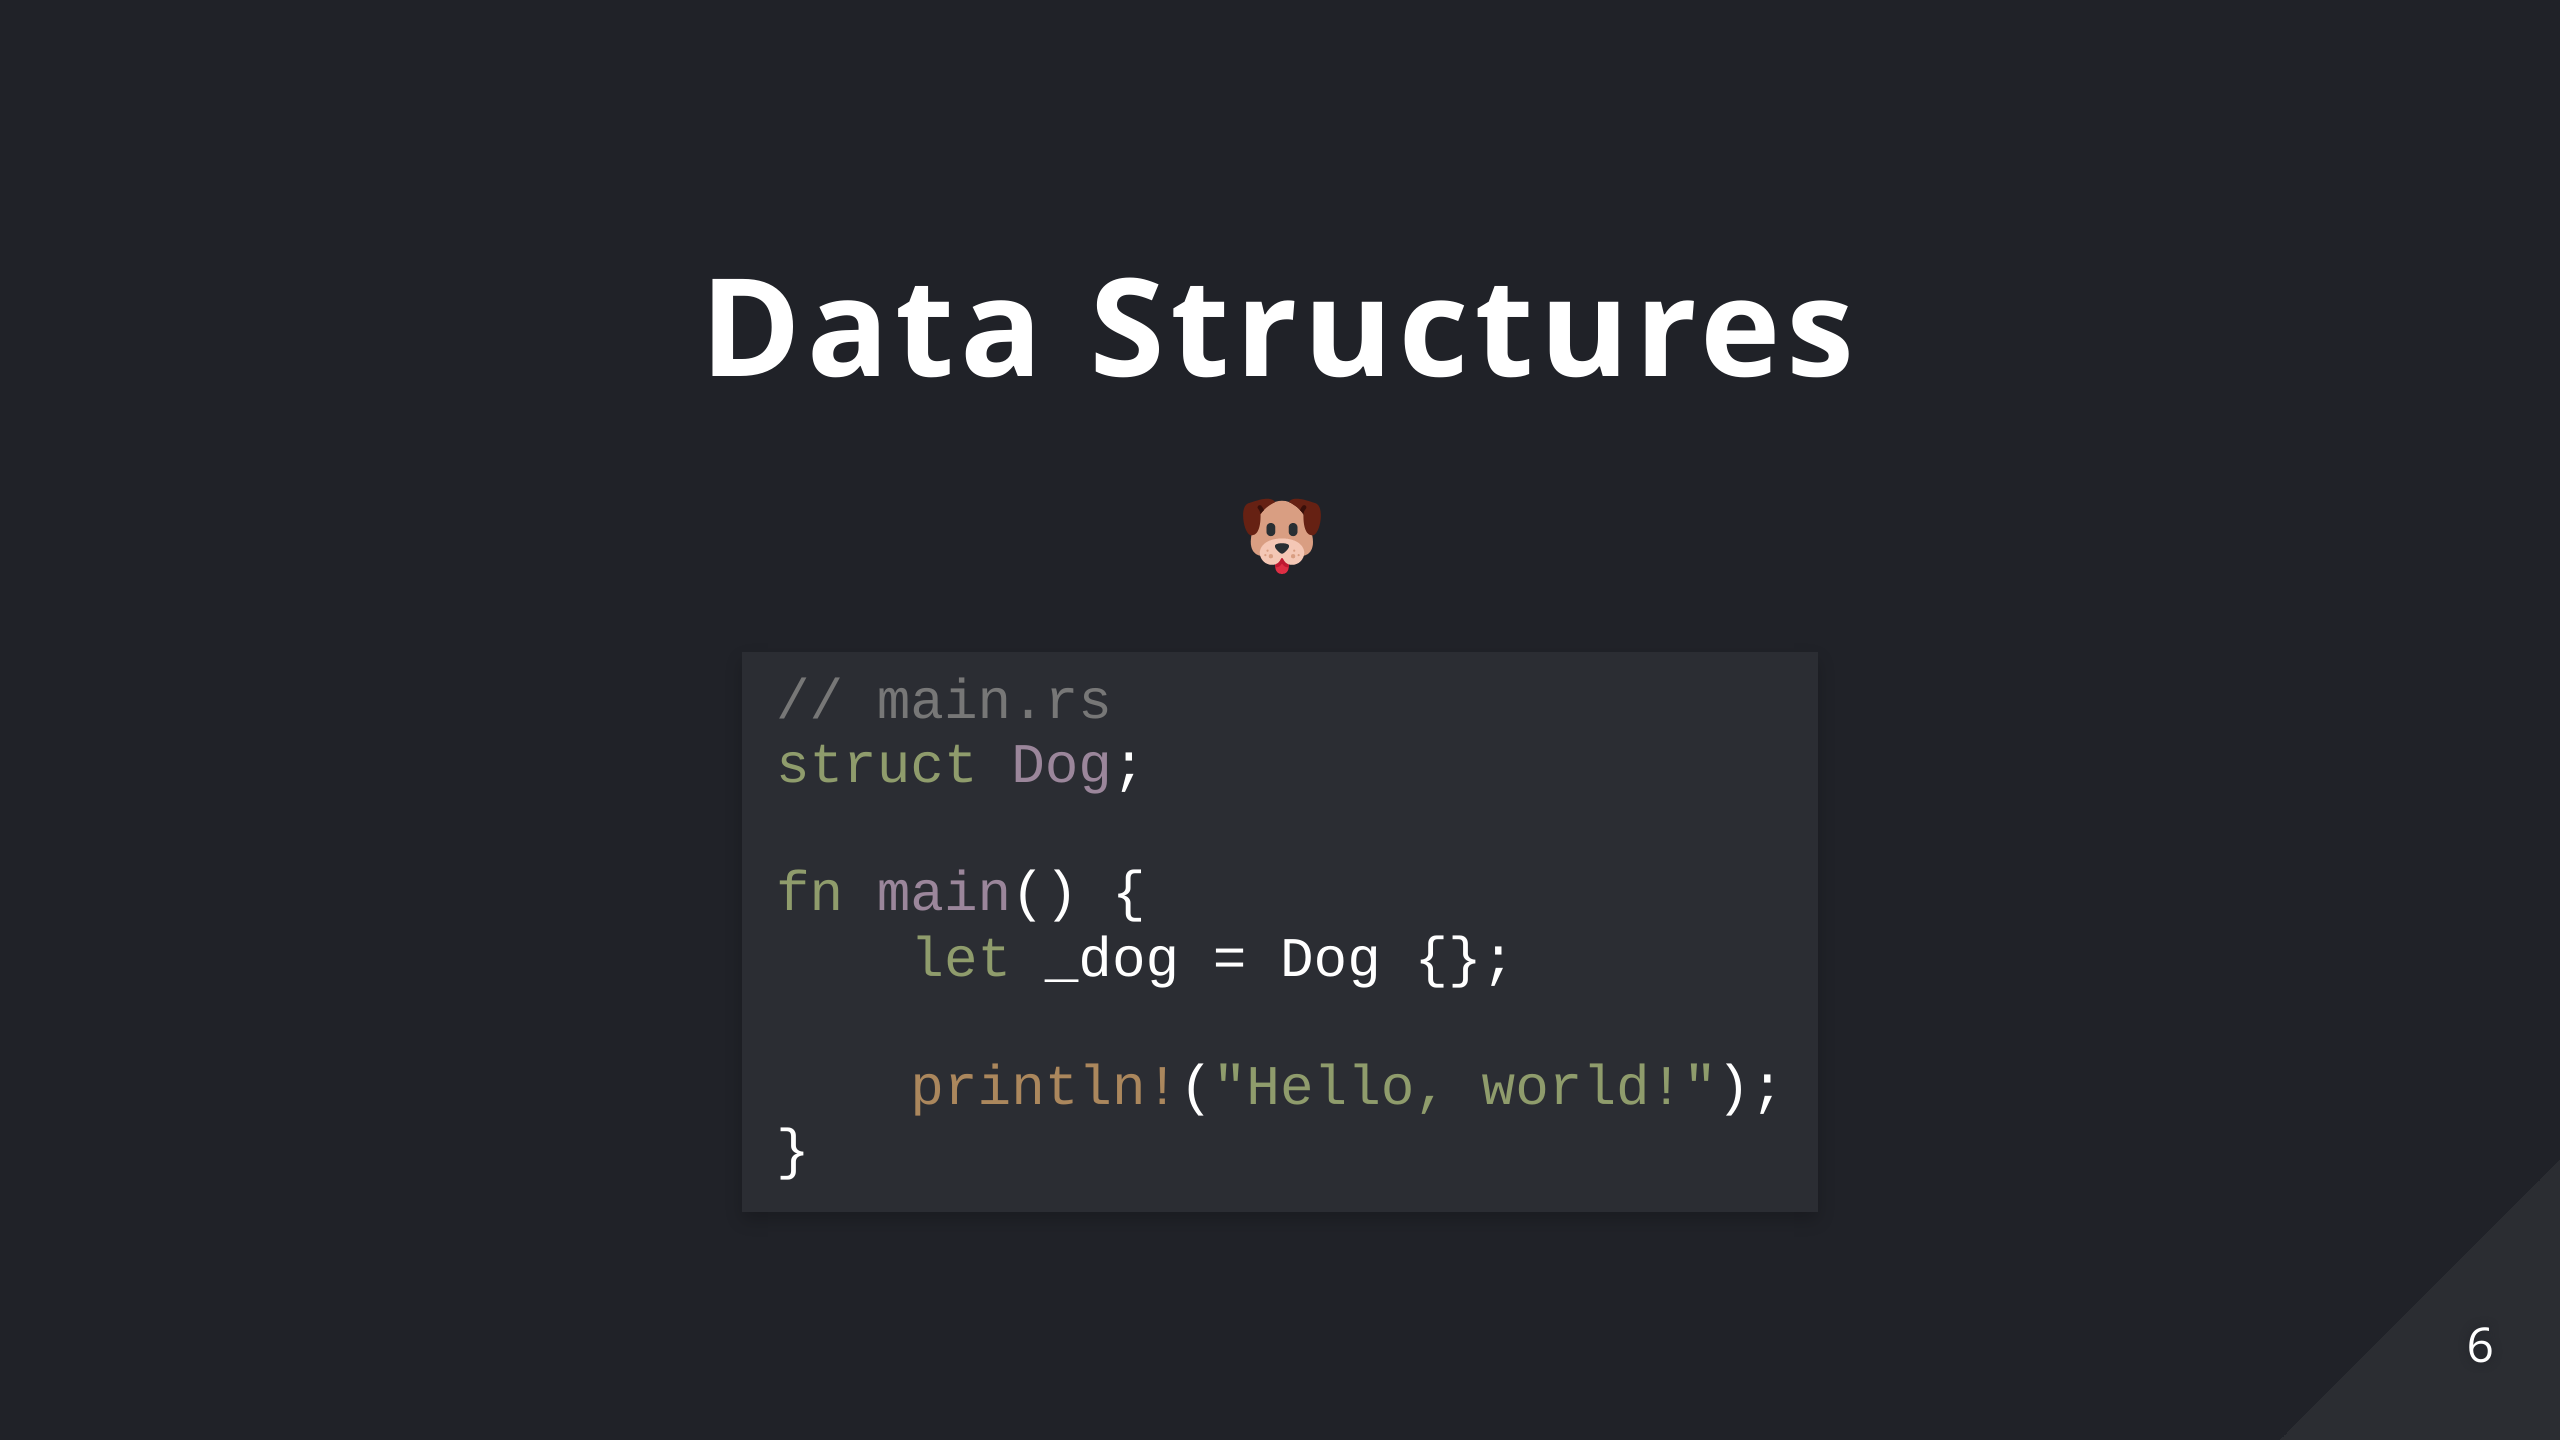 Data Structures
// main.rs
struct Dog;
fn main() {
    let _dog = Dog {};
    println!("Hello, world!");
}
6